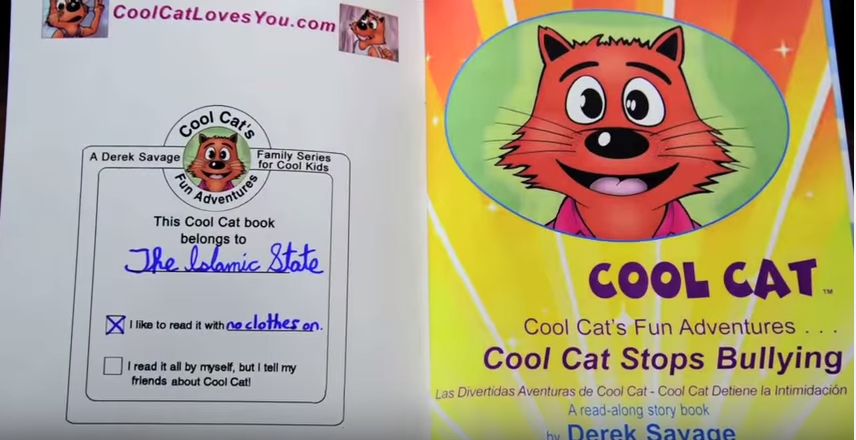 CoolCatLovesYou.com
Cool Cat's
A Derek Savage
Family Series
for Cool Kids
Fun Adventures
This Cool Cat book
belongs to
The Islamic State
I like to read it with no clothes on.
I read it all by myself, but I tell my
friends about Cool Cat!
COOL CAT™
Cool Cat's Fun Adventures . . .
Cool Cat Stops Bullying
Las Divertidas Aventuras de Cool Cat - Cool Cat Detiene la Intimidación
A read-along story book
by Derek Savage